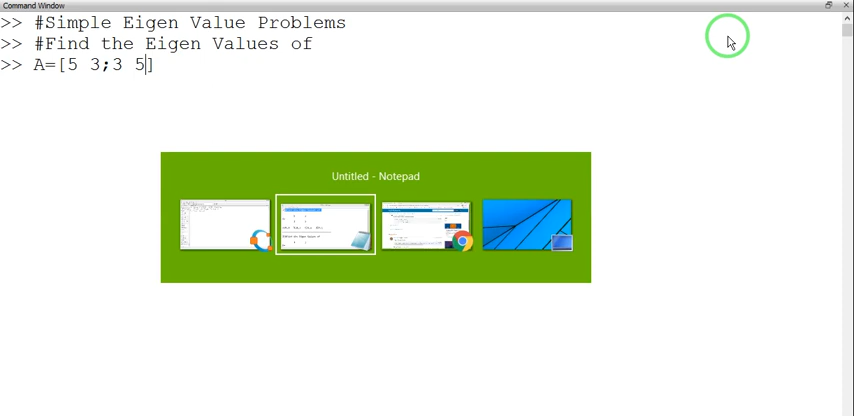 Command Window
>> #Simple Eigen Value Problems
>> #Find the Eigen Values of
>> A=[5 3;3 5]
Untitled - Notepad